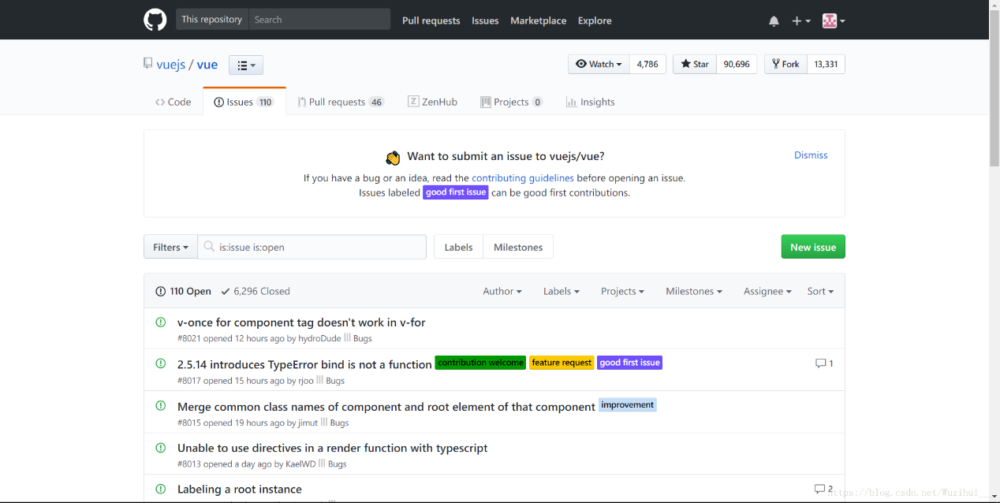 This repository Search Pull requests Issues Marketplace Explore
vuejs / vue Watch 4,786 Star 90,696 Fork 13,331
Code Issues 110 Pull requests 46 ZenHub Projects 0 Insights
Want to submit an issue to vuejs/vue? Dismiss
If you have a bug or an idea, read the contributing guidelines before opening an issue.
Issues labeled good first issue can be good first contributions.
Filters is:issue is:open Labels Milestones New issue
110 Open 6,296 Closed Author Labels Projects Milestones Assignee Sort
v-once for component tag doesn't work in v-for
#8021 opened 12 hours ago by hydroDude Bugs
2.5.14 introduces TypeError bind is not a function contribution welcome feature request good first issue 1
#8017 opened 15 hours ago by rjoo Bugs
Merge common class names of component and root element of that component improvement
#8015 opened 19 hours ago by jimut Bugs
Unable to use directives in a render function with typescript
#8013 opened a day ago by KaelWD Bugs
Labeling a root instance 2
https://blog.csdn.net/Wuzihui_